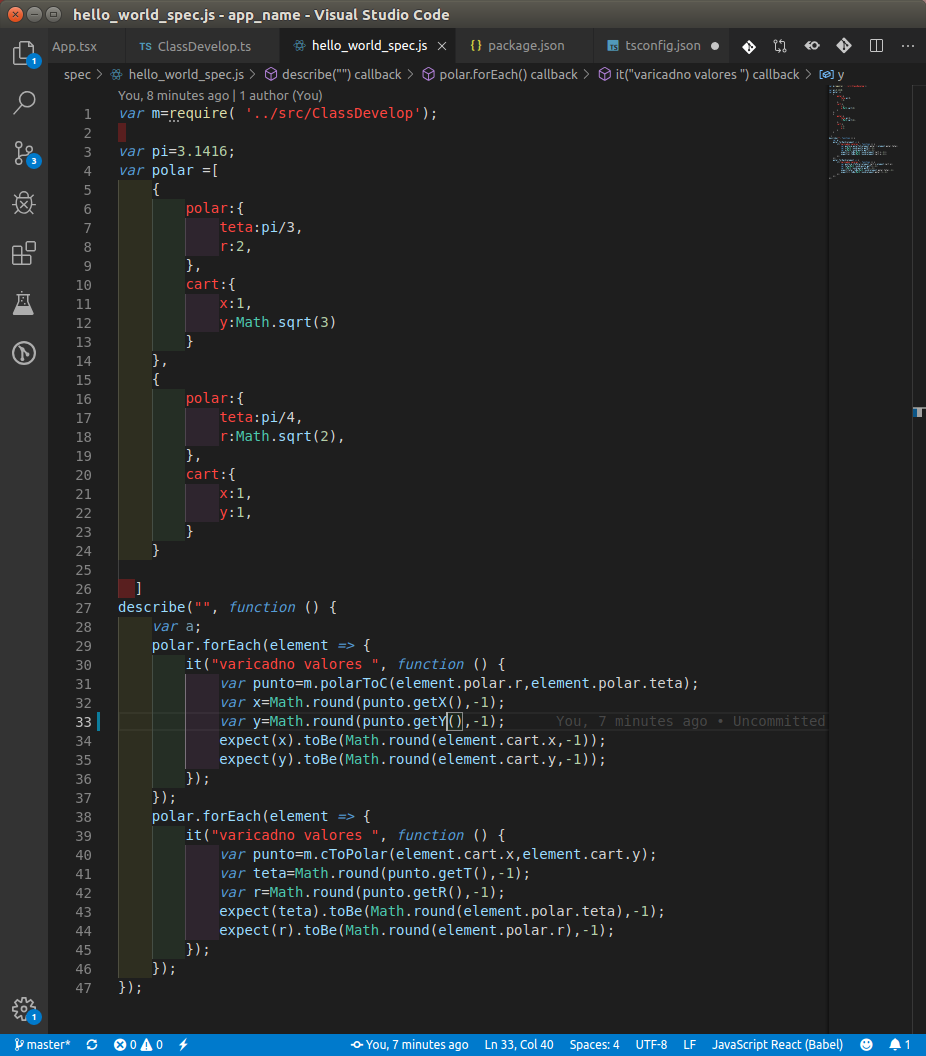 hello_world_spec.js - app_name - Visual Studio Code
1
App.tsx
TS ClassDevelop.ts
hello_world_spec.js
{} package.json
TS tsconfig.json
spec > hello_world_spec.js > describe("") callback > polar.forEach() callback > it("varicadno valores ") callback > y
You, 8 minutes ago | 1 author (You)
1 var m=require( '../src/ClassDevelop');
2
3 var pi=3.1416;
4 var polar =[
5 {
6 polar:{
7 teta:pi/3,
8 r:2,
9 },
10 cart:{
11 x:1,
12 y:Math.sqrt(3)
13 }
14 },
15 {
16 polar:{
17 teta:pi/4,
18 r:Math.sqrt(2),
19 },
20 cart:{
21 x:1,
22 y:1,
23 }
24 }
25
26 ]
27 describe("", function () {
28 var a;
29 polar.forEach(element => {
30 it("varicadno valores ", function () {
31 var punto=m.polarToC(element.polar.r,element.polar.teta);
32 var x=Math.round(punto.getX(),-1);
33 var y=Math.round(punto.getY(),-1); You, 7 minutes ago • Uncommitted
34 expect(x).toBe(Math.round(element.cart.x,-1));
35 expect(y).toBe(Math.round(element.cart.y,-1));
36 });
37 });
38 polar.forEach(element => {
39 it("varicadno valores ", function () {
40 var punto=m.cToPolar(element.cart.x,element.cart.y);
41 var teta=Math.round(punto.getT(),-1);
42 var r=Math.round(punto.getR(),-1);
43 expect(teta).toBe(Math.round(element.polar.teta),-1);
44 expect(r).toBe(Math.round(element.polar.r),-1);
45 });
46 });
47 });
3
1
master* 0 0 You, 7 minutes ago Ln 33, Col 40 Spaces: 4 UTF-8 LF JavaScript React (Babel) 1